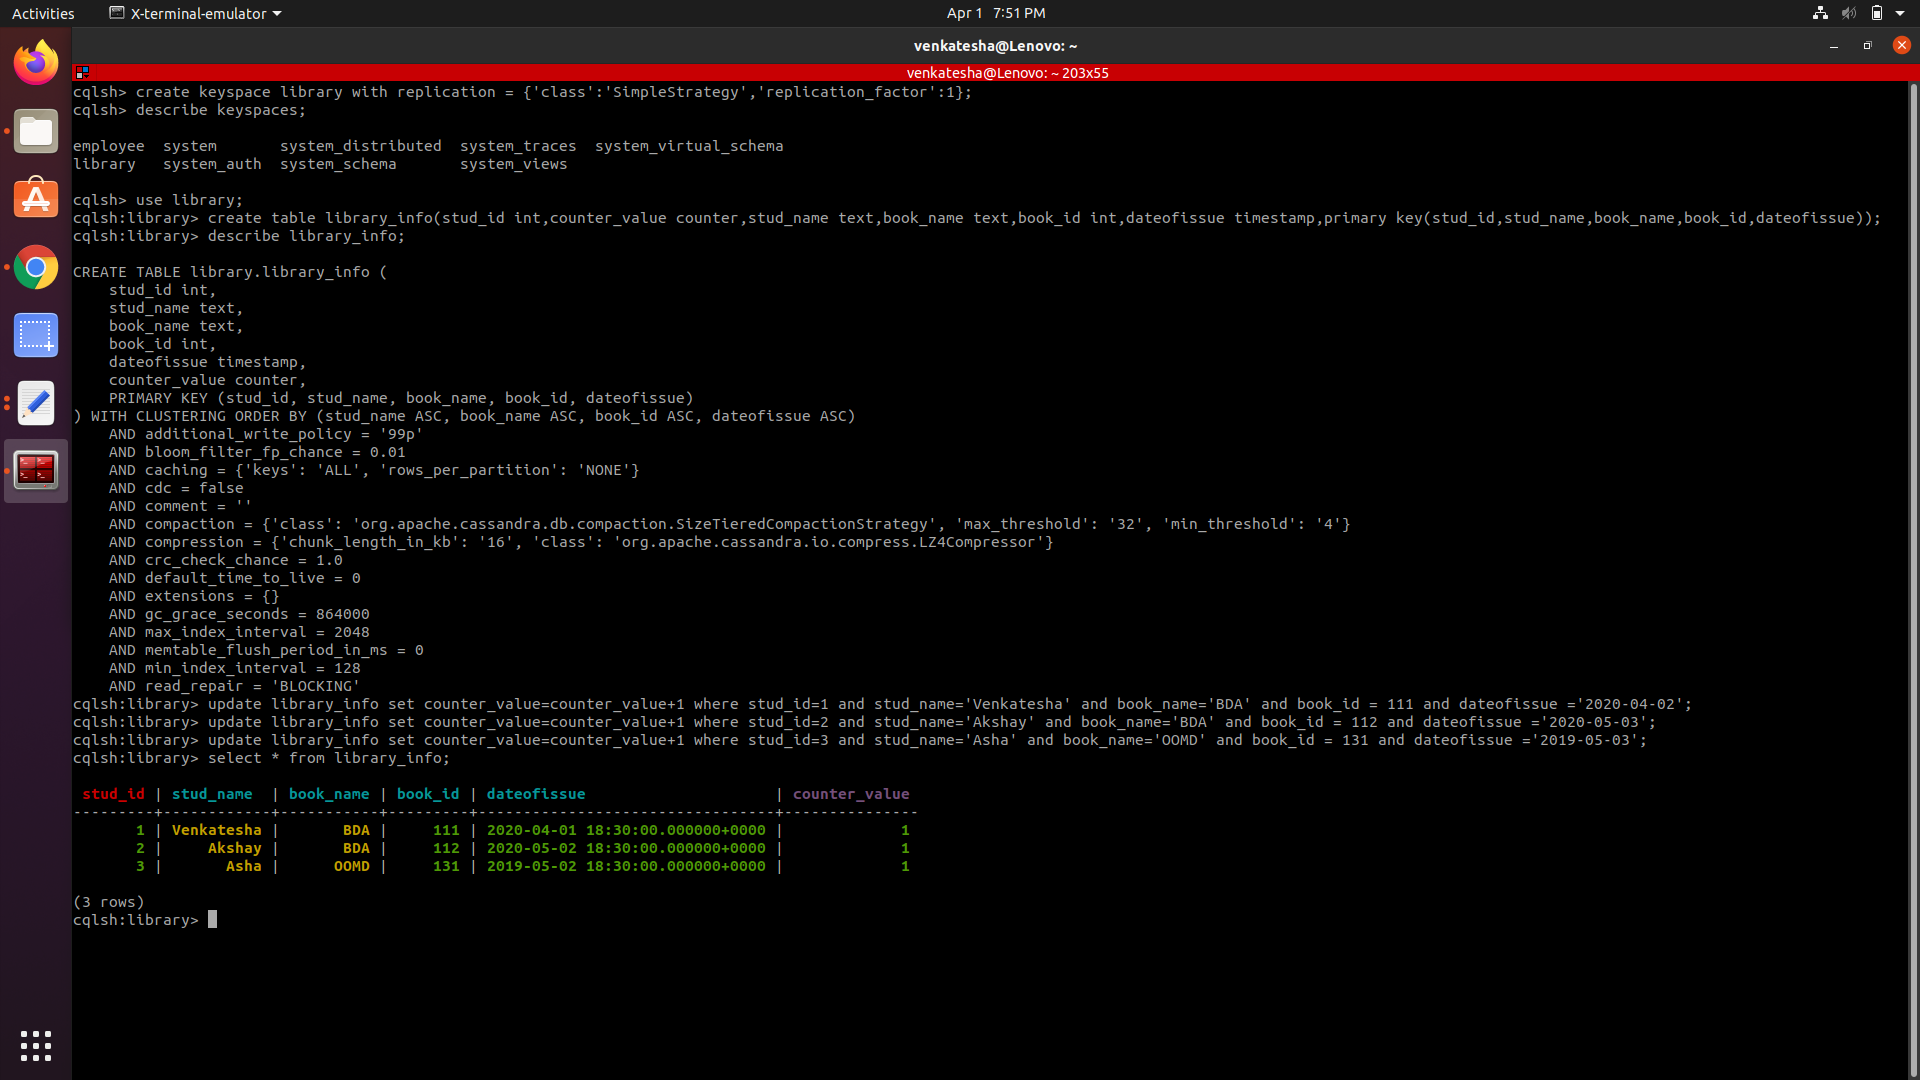 Activities X-terminal-emulator Apr 1 7:51 PM
venkatesha@Lenovo: ~
venkatesha@Lenovo: ~ 203x55
cqlsh> create keyspace library with replication = {'class':'SimpleStrategy','replication_factor':1};
cqlsh> describe keyspaces;
employee  system       system_distributed  system_traces  system_virtual_schema
library   system_auth  system_schema       system_views
cqlsh> use library;
cqlsh:library> create table library_info(stud_id int,counter_value counter,stud_name text,book_name text,book_id int,dateofissue timestamp,primary key(stud_id,stud_name,book_name,book_id,dateofissue));
cqlsh:library> describe library_info;
CREATE TABLE library.library_info (
    stud_id int,
    stud_name text,
    book_name text,
    book_id int,
    dateofissue timestamp,
    counter_value counter,
    PRIMARY KEY (stud_id, stud_name, book_name, book_id, dateofissue)
) WITH CLUSTERING ORDER BY (stud_name ASC, book_name ASC, book_id ASC, dateofissue ASC)
    AND additional_write_policy = '99p'
    AND bloom_filter_fp_chance = 0.01
    AND caching = {'keys': 'ALL', 'rows_per_partition': 'NONE'}
    AND cdc = false
    AND comment = ''
    AND compaction = {'class': 'org.apache.cassandra.db.compaction.SizeTieredCompactionStrategy', 'max_threshold': '32', 'min_threshold': '4'}
    AND compression = {'chunk_length_in_kb': '16', 'class': 'org.apache.cassandra.io.compress.LZ4Compressor'}
    AND crc_check_chance = 1.0
    AND default_time_to_live = 0
    AND extensions = {}
    AND gc_grace_seconds = 864000
    AND max_index_interval = 2048
    AND memtable_flush_period_in_ms = 0
    AND min_index_interval = 128
    AND read_repair = 'BLOCKING'
cqlsh:library> update library_info set counter_value=counter_value+1 where stud_id=1 and stud_name='Venkatesha' and book_name='BDA' and book_id = 111 and dateofissue ='2020-04-02';
cqlsh:library> update library_info set counter_value=counter_value+1 where stud_id=2 and stud_name='Akshay' and book_name='BDA' and book_id = 112 and dateofissue ='2020-05-03';
cqlsh:library> update library_info set counter_value=counter_value+1 where stud_id=3 and stud_name='Asha' and book_name='OOMD' and book_id = 131 and dateofissue ='2019-05-03';
cqlsh:library> select * from library_info;
 stud_id | stud_name  | book_name | book_id | dateofissue                     | counter_value
---------+------------+-----------+---------+---------------------------------+---------------
       1 | Venkatesha |       BDA |     111 | 2020-04-01 18:30:00.000000+0000 |             1
       2 |     Akshay |       BDA |     112 | 2020-05-02 18:30:00.000000+0000 |             1
       3 |       Asha |      OOMD |     131 | 2019-05-02 18:30:00.000000+0000 |             1
(3 rows)
cqlsh:library>